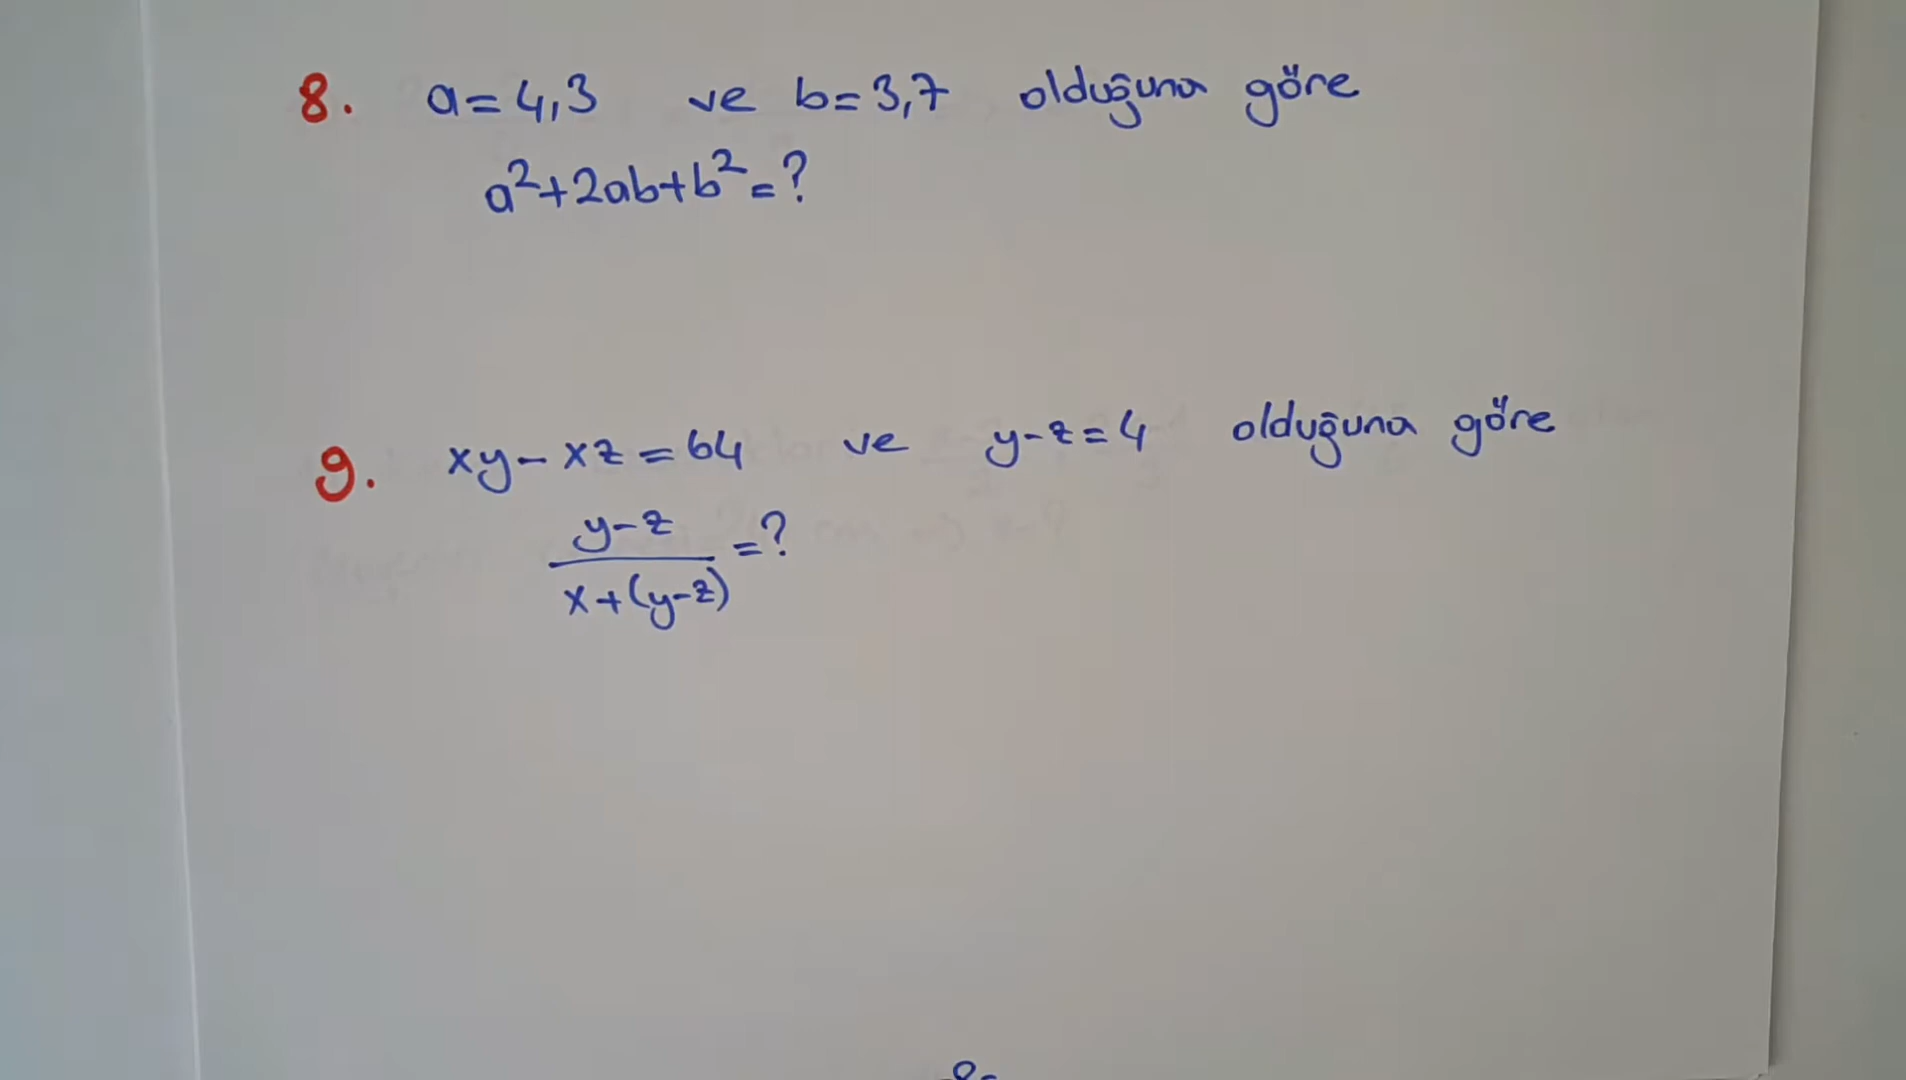 8. a=4,3 ve b=3,7 olduğuna göre
a²+2ab+b²=?
9. xy-xz=64 ve y-z=4 olduğuna göre
y-z
x+(y-z)
=?